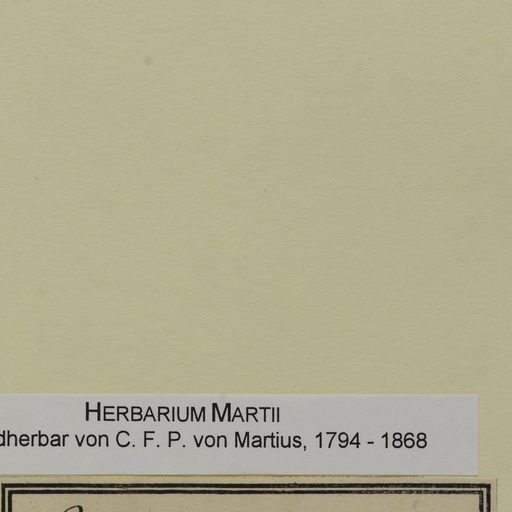 HERBARIUM MARTII
dherbar von C. F. P. von Martius, 1794 - 1868